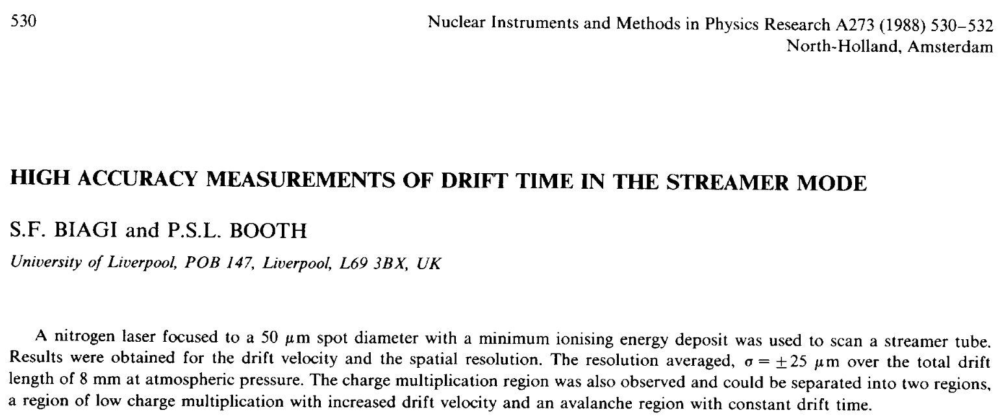 530
Nuclear Instruments and Methods in Physics Research A273 (1988) 530–532
North-Holland, Amsterdam
HIGH ACCURACY MEASUREMENTS OF DRIFT TIME IN THE STREAMER MODE
S.F. BIAGI and P.S.L. BOOTH
University of Liverpool, POB 147, Liverpool, L69 3BX, UK
A nitrogen laser focused to a 50 μm spot diameter with a minimum ionising energy deposit was used to scan a streamer tube.
Results were obtained for the drift velocity and the spatial resolution. The resolution averaged, σ = ±25 μm over the total drift
length of 8 mm at atmospheric pressure. The charge multiplication region was also observed and could be separated into two regions,
a region of low charge multiplication with increased drift velocity and an avalanche region with constant drift time.